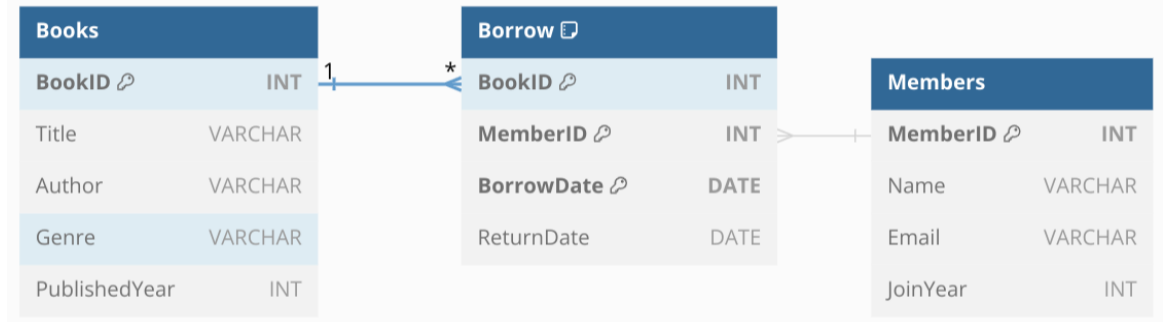 Books
BookID INT
Title VARCHAR
Author VARCHAR
Genre VARCHAR
PublishedYear INT
1 *
Borrow
BookID INT
MemberID INT
BorrowDate DATE
ReturnDate DATE
Members
MemberID INT
Name VARCHAR
Email VARCHAR
JoinYear INT